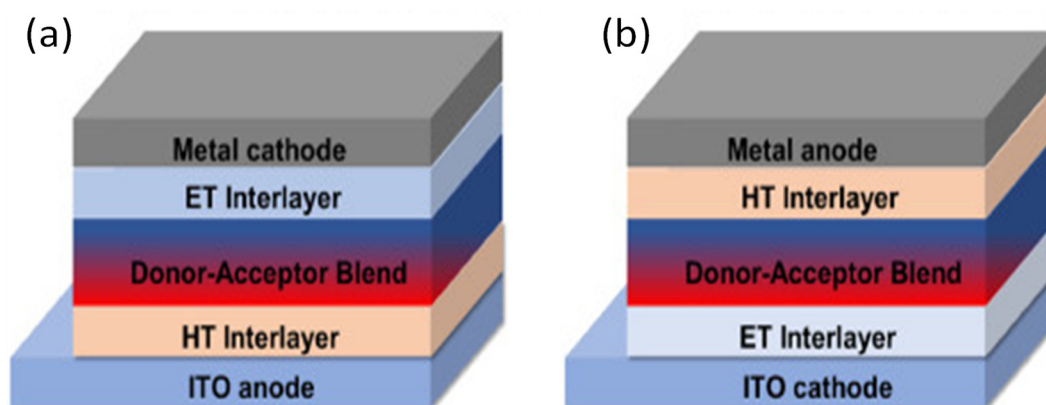 (a)
Metal cathode
ET Interlayer
Donor-Acceptor Blend
HT Interlayer
ITO anode
(b)
Metal anode
HT Interlayer
Donor-Acceptor Blend
ET Interlayer
ITO cathode